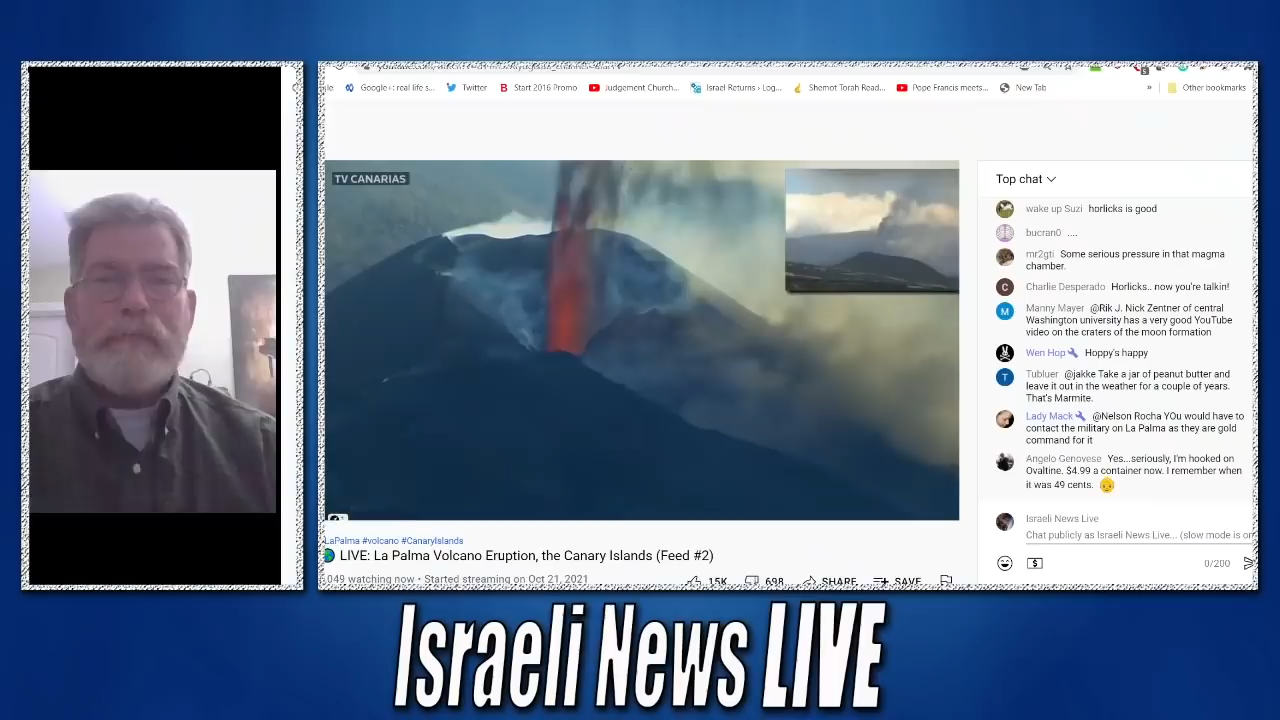 Google+: real life s...
Twitter
Start 2016 Promo
Judgement Church...
Israel Returns › Log...
Shemot Torah Read...
Pope Francis meets...
New Tab
»
Other bookmarks
TV CANARIAS
Top chat
wake up Suzi horlicks is good
bucran0 ....
mr2gti Some serious pressure in that magma
chamber.
Charlie Desperado Horlicks.. now you're talkin!
Manny Mayer @Rik J. Nick Zentner of central
Washington university has a very good YouTube
video on the craters of the moon formation
Wen Hop Hoppy's happy
Tubluer @jakke Take a jar of peanut butter and
leave it out in the weather for a couple of years.
That's Marmite.
Lady Mack @Nelson Rocha YOu would have to
contact the military on La Palma as they are gold
command for it
Angelo Genovese Yes...seriously, I'm hooked on
Ovaltine. $4.99 a container now. I remember when
it was 49 cents.
Israeli News Live
Chat publicly as Israeli News Live... (slow mode is on
0/200
LaPalma #volcano #CanaryIslands
LIVE: La Palma Volcano Eruption, the Canary Islands (Feed #2)
049 watching now • Started streaming on Oct 21, 2021
15K
698
SHARE
SAVE
Israeli News LIVE